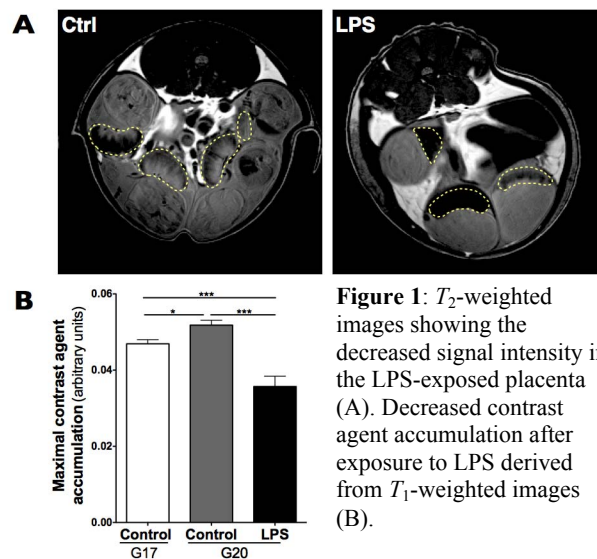 A
Ctrl
LPS
B
Maximal contrast agent
accumulation (arbitrary units)
0.06
0.04
0.02
0.00
*
***
***
Control
Control
LPS
G17
G20
Figure 1: T₂-weighted
images showing the
decreased signal intensity i
the LPS-exposed placenta
(A). Decreased contrast
agent accumulation after
exposure to LPS derived
from T₁-weighted images
(B).